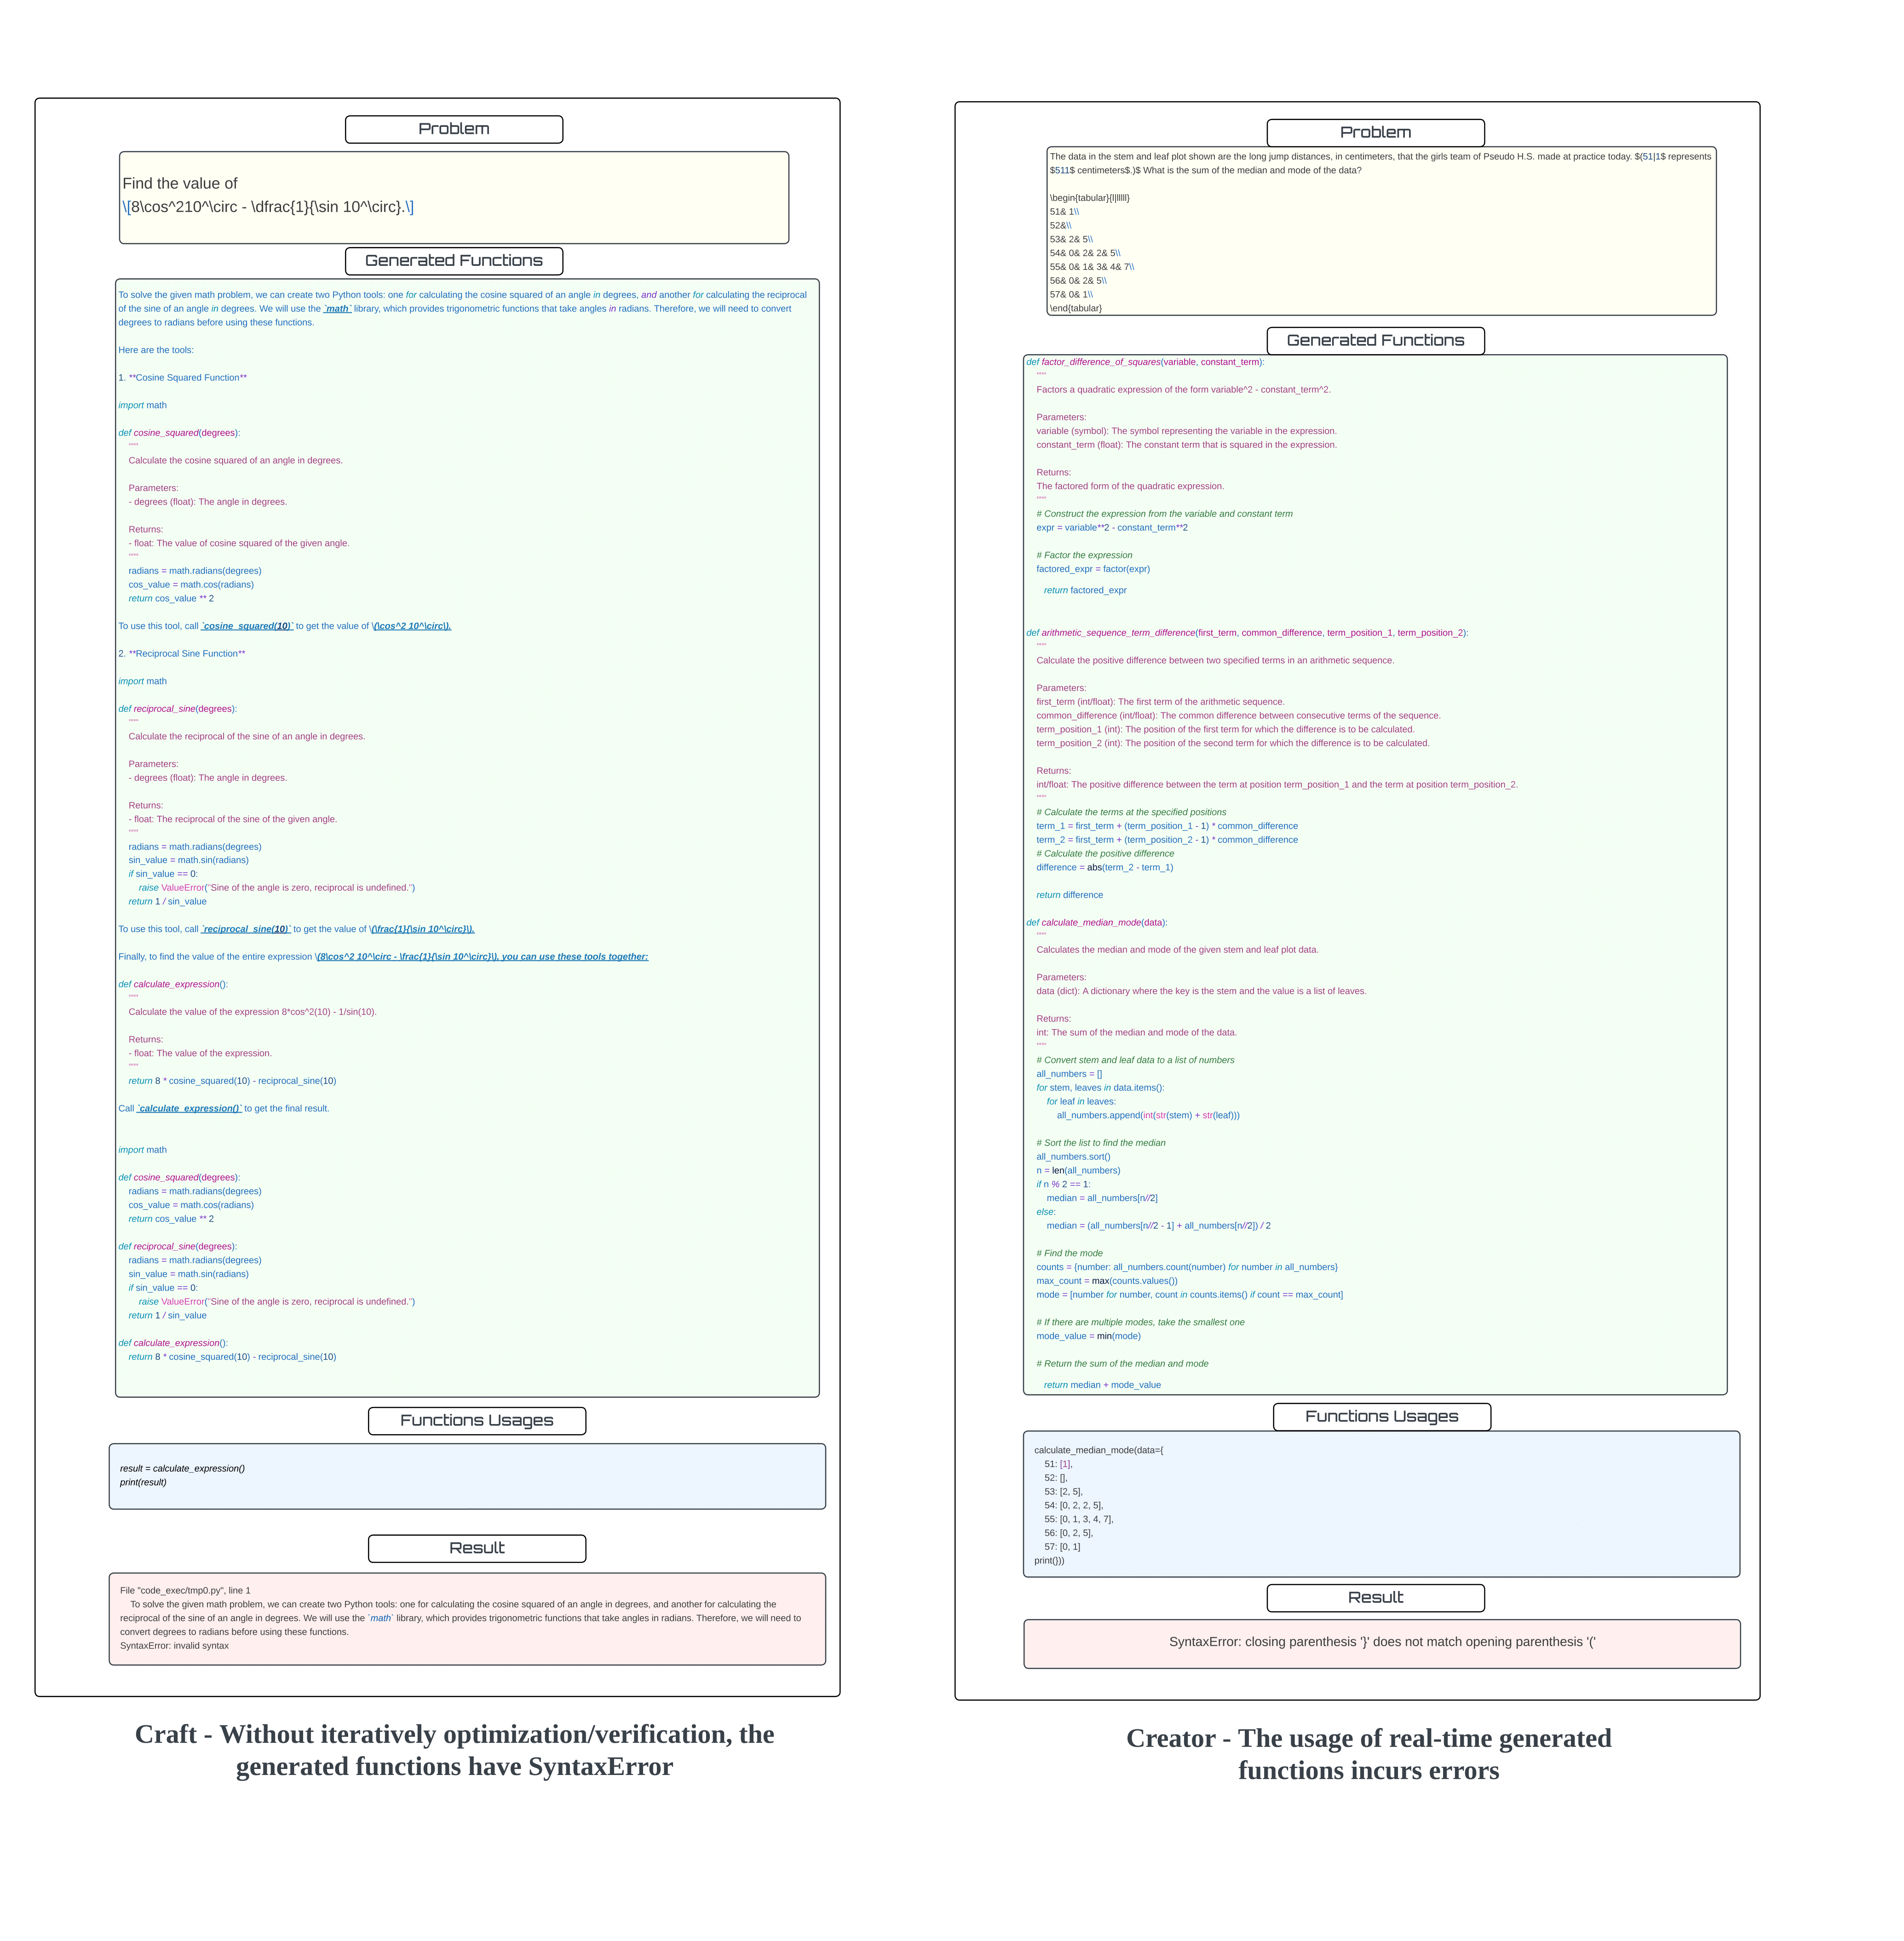 Problem
Find the value of
\[8\cos^210^\circ - \dfrac{1}{\sin 10^\circ}.\]
Generated Functions
To solve the given math problem, we can create two Python tools: one for calculating the cosine squared of an angle in degrees, and another for calculating the reciprocal
of the sine of an angle in degrees. We will use the `math` library, which provides trigonometric functions that take angles in radians. Therefore, we will need to convert
degrees to radians before using these functions.
Here are the tools:
1. **Cosine Squared Function**
import math
def cosine_squared(degrees):
"""
Calculate the cosine squared of an angle in degrees.
Parameters:
- degrees (float): The angle in degrees.
Returns:
- float: The value of cosine squared of the given angle.
"""
radians = math.radians(degrees)
cos_value = math.cos(radians)
return cos_value ** 2
To use this tool, call `cosine_squared(10)` to get the value of \(\cos^2 10^\circ\).
2. **Reciprocal Sine Function**
import math
def reciprocal_sine(degrees):
"""
Calculate the reciprocal of the sine of an angle in degrees.
Parameters:
- degrees (float): The angle in degrees.
Returns:
- float: The reciprocal of the sine of the given angle.
"""
radians = math.radians(degrees)
sin_value = math.sin(radians)
if sin_value == 0:
raise ValueError("Sine of the angle is zero, reciprocal is undefined.")
return 1 / sin_value
To use this tool, call `reciprocal_sine(10)` to get the value of \(\frac{1}{\sin 10^\circ}\).
Finally, to find the value of the entire expression \(8\cos^2 10^\circ - \frac{1}{\sin 10^\circ}\), you can use these tools together:
def calculate_expression():
"""
Calculate the value of the expression 8*cos^2(10) - 1/sin(10).
Returns:
- float: The value of the expression.
"""
return 8 * cosine_squared(10) - reciprocal_sine(10)
Call `calculate_expression()` to get the final result.
import math
def cosine_squared(degrees):
radians = math.radians(degrees)
cos_value = math.cos(radians)
return cos_value ** 2
def reciprocal_sine(degrees):
radians = math.radians(degrees)
sin_value = math.sin(radians)
if sin_value == 0:
raise ValueError("Sine of the angle is zero, reciprocal is undefined.")
return 1 / sin_value
def calculate_expression():
return 8 * cosine_squared(10) - reciprocal_sine(10)
Functions Usages
result = calculate_expression()
print(result)
Result
File "code_exec/tmp0.py", line 1
To solve the given math problem, we can create two Python tools: one for calculating the cosine squared of an angle in degrees, and another for calculating the
reciprocal of the sine of an angle in degrees. We will use the `math` library, which provides trigonometric functions that take angles in radians. Therefore, we will need to
convert degrees to radians before using these functions.
SyntaxError: invalid syntax
Craft - Without iteratively optimization/verification, the
generated functions have SyntaxError
Problem
The data in the stem and leaf plot shown are the long jump distances, in centimeters, that the girls team of Pseudo H.S. made at practice today. $(51|1$ represents
$511$ centimeters$.)$ What is the sum of the median and mode of the data?
\begin{tabular}{l|lllll}
51& 1\\
52&\\
53& 2& 5\\
54& 0& 2& 2& 5\\
55& 0& 1& 3& 4& 7\\
56& 0& 2& 5\\
57& 0& 1\\
\end{tabular}
Generated Functions
def factor_difference_of_squares(variable, constant_term):
"""
Factors a quadratic expression of the form variable^2 - constant_term^2.
Parameters:
variable (symbol): The symbol representing the variable in the expression.
constant_term (float): The constant term that is squared in the expression.
Returns:
The factored form of the quadratic expression.
"""
# Construct the expression from the variable and constant term
expr = variable**2 - constant_term**2
# Factor the expression
factored_expr = factor(expr)
return factored_expr
def arithmetic_sequence_term_difference(first_term, common_difference, term_position_1, term_position_2):
"""
Calculate the positive difference between two specified terms in an arithmetic sequence.
Parameters:
first_term (int/float): The first term of the arithmetic sequence.
common_difference (int/float): The common difference between consecutive terms of the sequence.
term_position_1 (int): The position of the first term for which the difference is to be calculated.
term_position_2 (int): The position of the second term for which the difference is to be calculated.
Returns:
int/float: The positive difference between the term at position term_position_1 and the term at position term_position_2.
"""
# Calculate the terms at the specified positions
term_1 = first_term + (term_position_1 - 1) * common_difference
term_2 = first_term + (term_position_2 - 1) * common_difference
# Calculate the positive difference
difference = abs(term_2 - term_1)
return difference
def calculate_median_mode(data):
"""
Calculates the median and mode of the given stem and leaf plot data.
Parameters:
data (dict): A dictionary where the key is the stem and the value is a list of leaves.
Returns:
int: The sum of the median and mode of the data.
"""
# Convert stem and leaf data to a list of numbers
all_numbers = []
for stem, leaves in data.items():
for leaf in leaves:
all_numbers.append(int(str(stem) + str(leaf)))
# Sort the list to find the median
all_numbers.sort()
n = len(all_numbers)
if n % 2 == 1:
median = all_numbers[n//2]
else:
median = (all_numbers[n//2 - 1] + all_numbers[n//2]) / 2
# Find the mode
counts = {number: all_numbers.count(number) for number in all_numbers}
max_count = max(counts.values())
mode = [number for number, count in counts.items() if count == max_count]
# If there are multiple modes, take the smallest one
mode_value = min(mode)
# Return the sum of the median and mode
return median + mode_value
Functions Usages
calculate_median_mode(data={
51: [1],
52: [],
53: [2, 5],
54: [0, 2, 2, 5],
55: [0, 1, 3, 4, 7],
56: [0, 2, 5],
57: [0, 1]
print(}))
Result
SyntaxError: closing parenthesis '}' does not match opening parenthesis '('
Creator - The usage of real-time generated
functions incurs errors